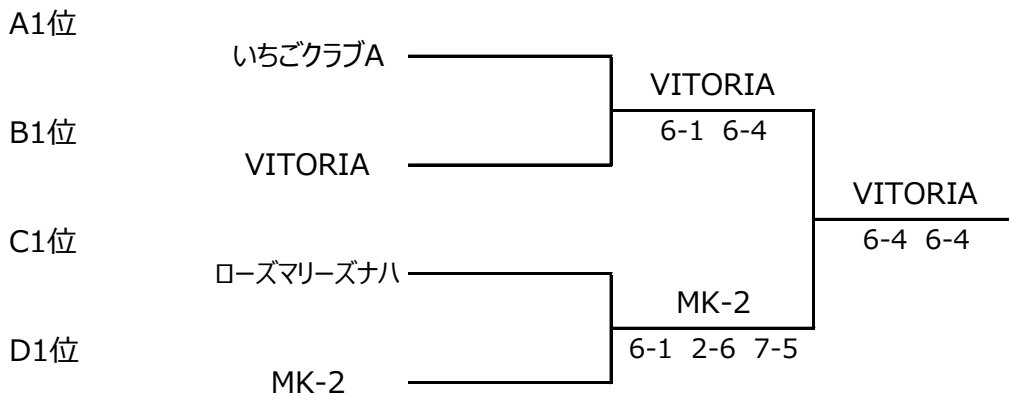 A1位
いちごクラブA
VITORIA
6-1 6-4
B1位
VITORIA
VITORIA
6-4 6-4
C1位
ローズマリーズナハ
MK-2
6-1 2-6 7-5
D1位
MK-2